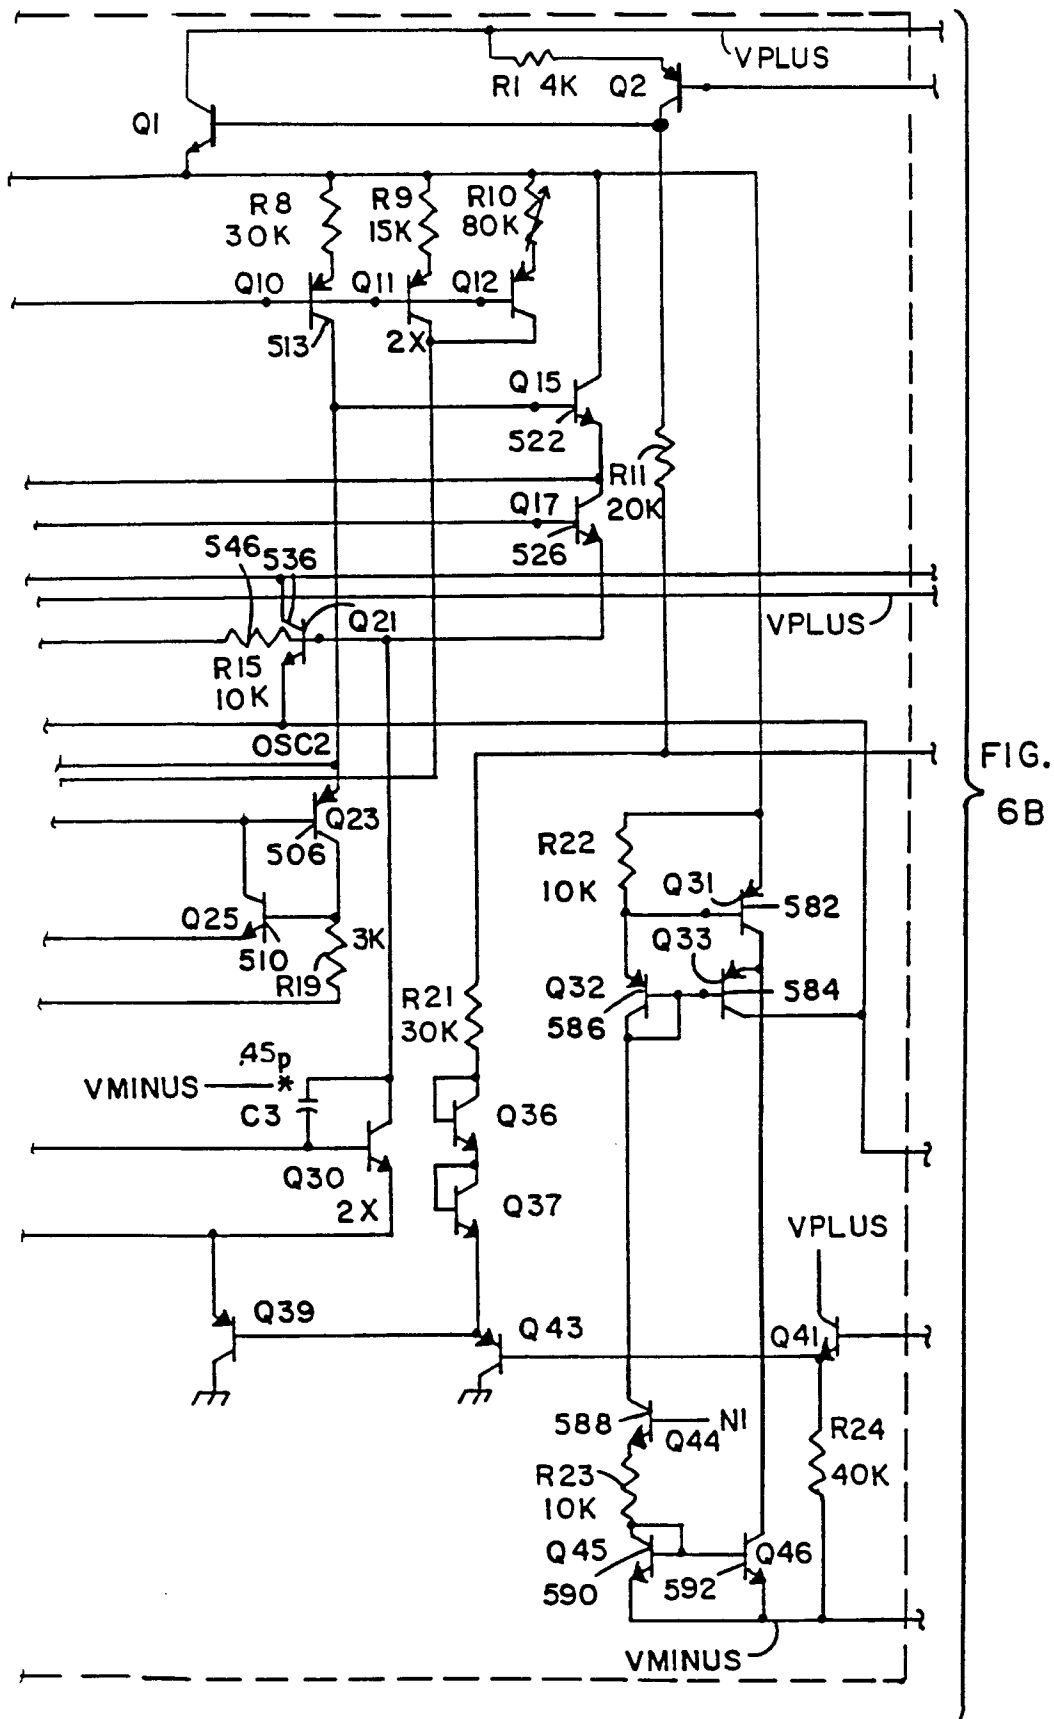 VPLUS
R1 4K Q2
Q1
R8
30K
R9
15K
R10
80K
Q10
Q11
Q12
513
2X
Q15
522
R11
20K
Q17
526
546
536
Q21
VPLUS
R15
10K
OSC2
FIG.
6B
Q23
506
R22
10K
Q31
582
Q25
510
3K
R19
Q33
Q32
586
584
R21
30K
.45p
VMINUS
*
C3
Q36
Q30
2X
Q37
VPLUS
Q39
Q43
Q41
588
N1
Q44
R24
40K
R23
10K
Q45
590
592
Q46
VMINUS